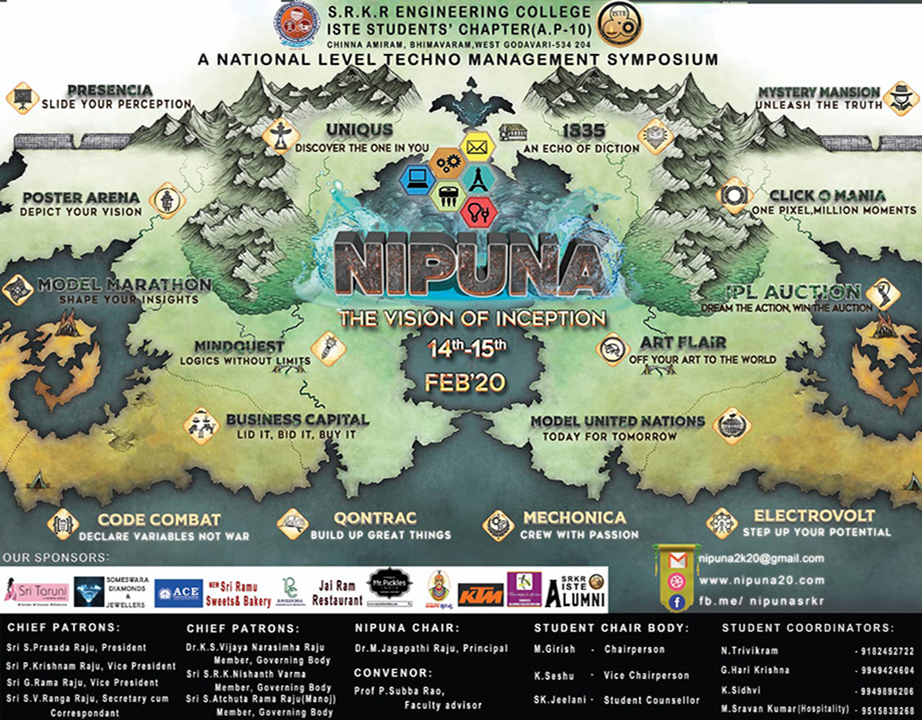 S.R.K.R ENGINEERING COLLEGE
ISTE STUDENTS' CHAPTER(A.P-10)
CHINNA AMIRAM, BHIMAVARAM,WEST GODAVARI-534 204
A NATIONAL LEVEL TECHNO MANAGEMENT SYMPOSIUM
PRESENCIA
SLIDE YOUR PERCEPTION
MYSTERY MANSION
UNLEASH THE TRUTH
UNIQUS
DISCOVER THE ONE IN YOU
1835
AN ECHO OF DICTION
POSTER ARENA
DEPICT YOUR VISION
CLICK O MANIA
ONE PIXEL,MILLION MOMENTS
NIPUNA
THE VISION OF INCEPTION
14th-15th
FEB'20
MODEL MARATHON
SHAPE YOUR INSIGHTS
IPL AUCTION
DREAM THE ACTION, WIN THE AUCTION
MINDQUEST
LOGICS WITHOUT LIMITS
ART FLAIR
OFF YOUR ART TO THE WORLD
BUSINESS CAPITAL
LID IT, BID IT, BUY IT
MODEL UNITED NATIONS
TODAY FOR TOMORROW
CODE COMBAT
DECLARE VARIABLES NOT WAR
QONTRAC
BUILD UP GREAT THINGS
MECHONICA
CREW WITH PASSION
ELECTROVOLT
STEP UP YOUR POTENTIAL
OUR SPONSORS:
Sri Taruni
SOMESWARA
DIAMONDS
&
JEWELLERS
ACE
NEW Sri Ramu
Sweets& Bakery
Jai Ram
Restaurant
Mr.Pickles
KTM
SRKR
ISTE
ALUMNI
nipuna2k20@gmail.com
www.nipuna20.com
fb.me/ nipunasrkr
CHIEF PATRONS:
Sri S.Prasada Raju, President
Sri P.Krishnam Raju, Vice President
Sri G.Rama Raju, Vice President
Sri S.V.Ranga Raju, Secretary cum
Correspondant
CHIEF PATRONS:
Dr.K.S.Vijaya Narasimha Raju
Member, Governing Body
Sri S.R.K.Nishanth Varma
Member, Governing Body
Sri S.Atchuta Rama Raju(Manoj)
Member, Governing Body
NIPUNA CHAIR:
Dr.M.Jagapathi Raju, Principal
CONVENOR:
Prof P.Subba Rao,
Faculty advisor
STUDENT CHAIR BODY:
M.Girish - Chairperson
K.Seshu - Vice Chairperson
SK.Jeelani - Student Counsellor
STUDENT COORDINATORS:
N.Trivikram - 9182452722
G.Hari Krishna - 9949424604
K.Sidhvi - 9949896206
M.Sravan Kumar(Hospitality) - 9515838268